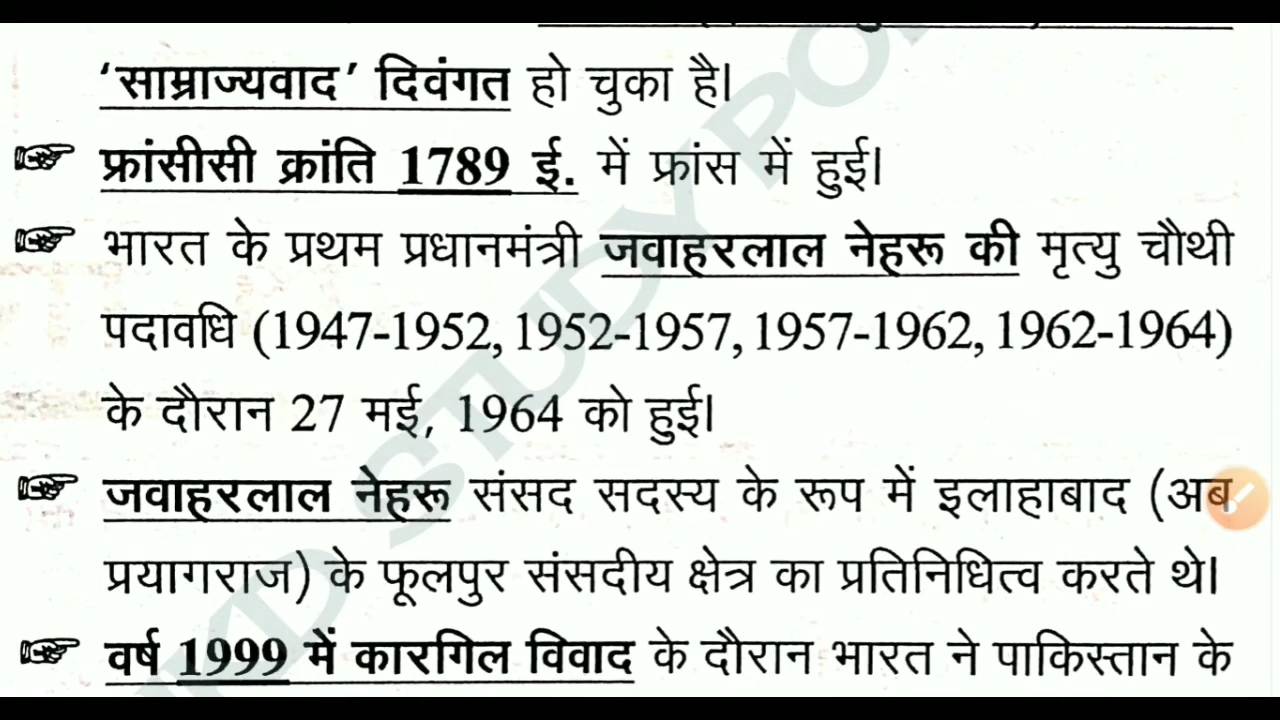 'साम्राज्यवाद' दिवंगत हो चुका है।
फ्रांसीसी क्रांति 1789 ई. में फ्रांस में हुई।
भारत के प्रथम प्रधानमंत्री जवाहरलाल नेहरू की मृत्यु चौथी
पदावधि (1947-1952, 1952-1957, 1957-1962, 1962-1964)
के दौरान 27 मई, 1964 को हुई।
जवाहरलाल नेहरू संसद सदस्य के रूप में इलाहाबाद (अब
प्रयागराज) के फूलपुर संसदीय क्षेत्र का प्रतिनिधित्व करते थे।
वर्ष 1999 में कारगिल विवाद के दौरान भारत ने पाकिस्तान के